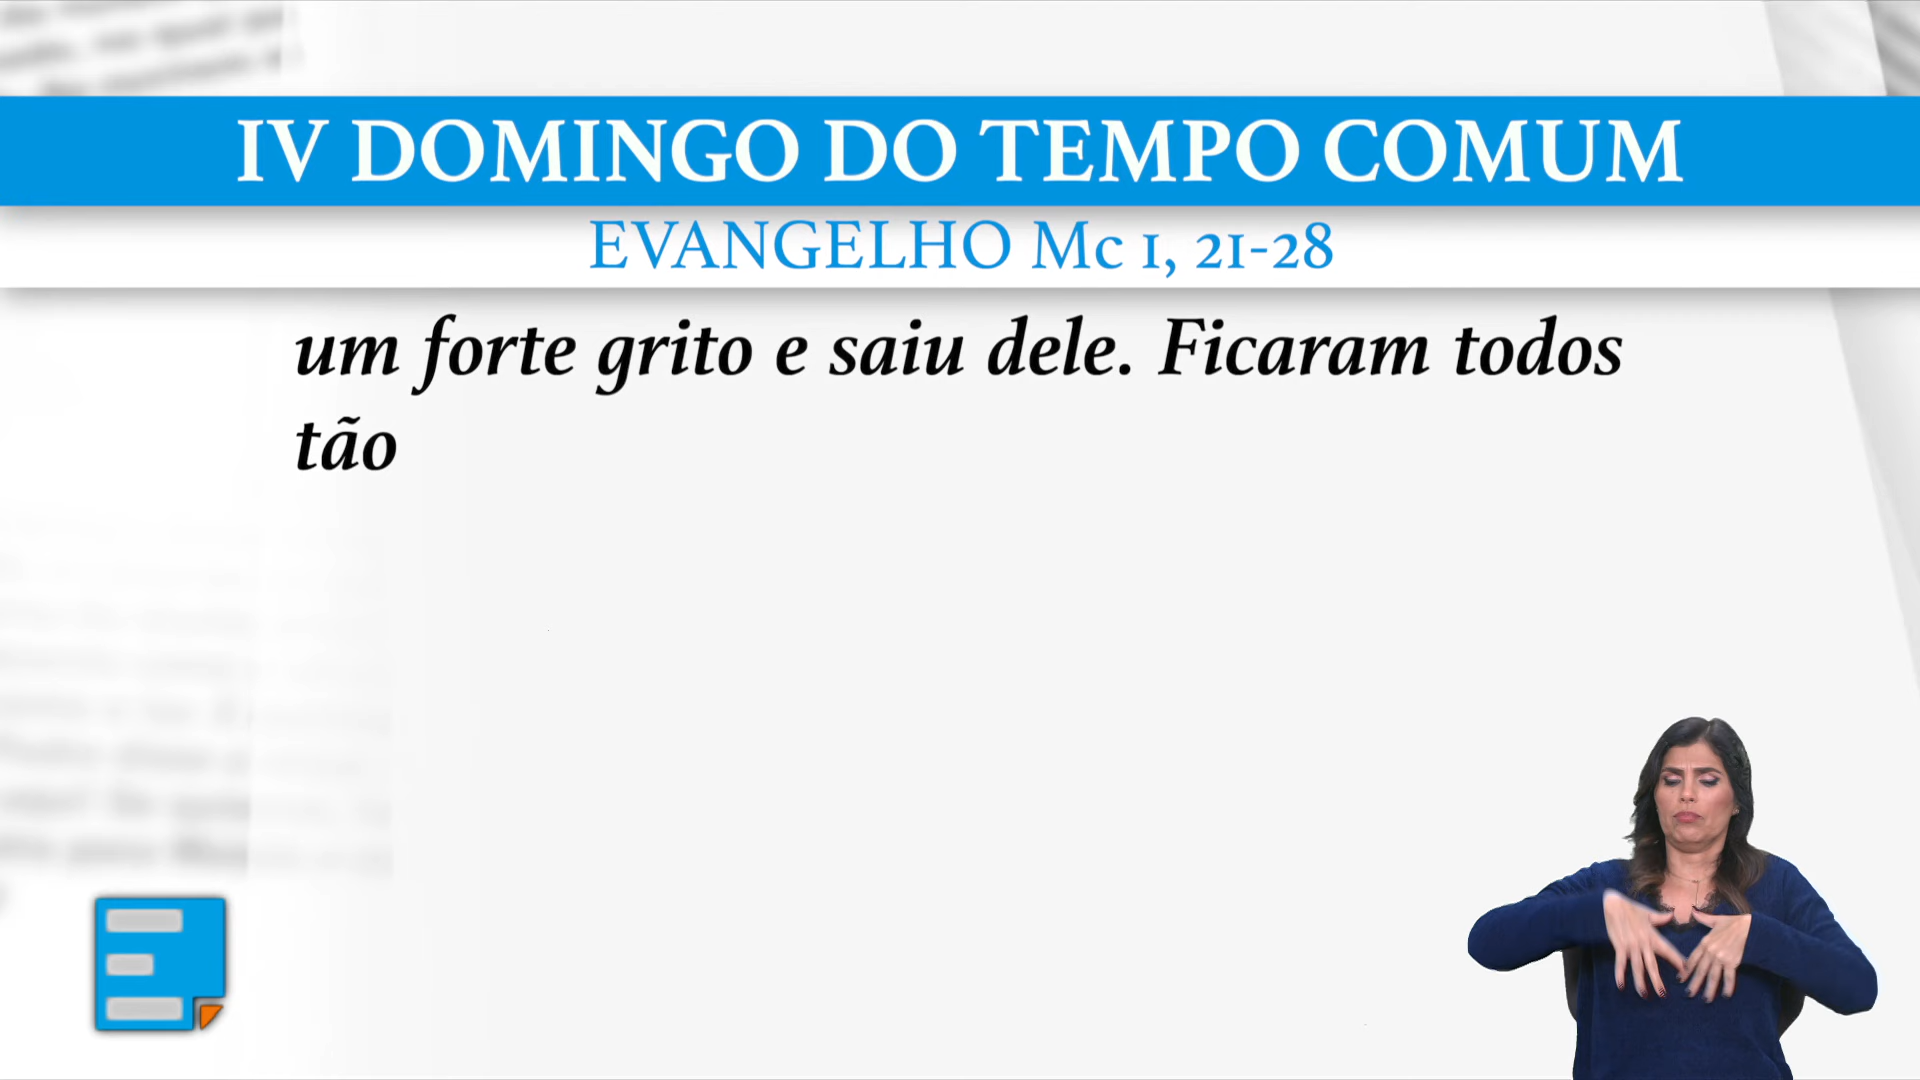 IV DOMINGO DO TEMPO COMUM
EVANGELHO Mc 1, 21-28
um forte grito e saiu dele. Ficaram todos
tão